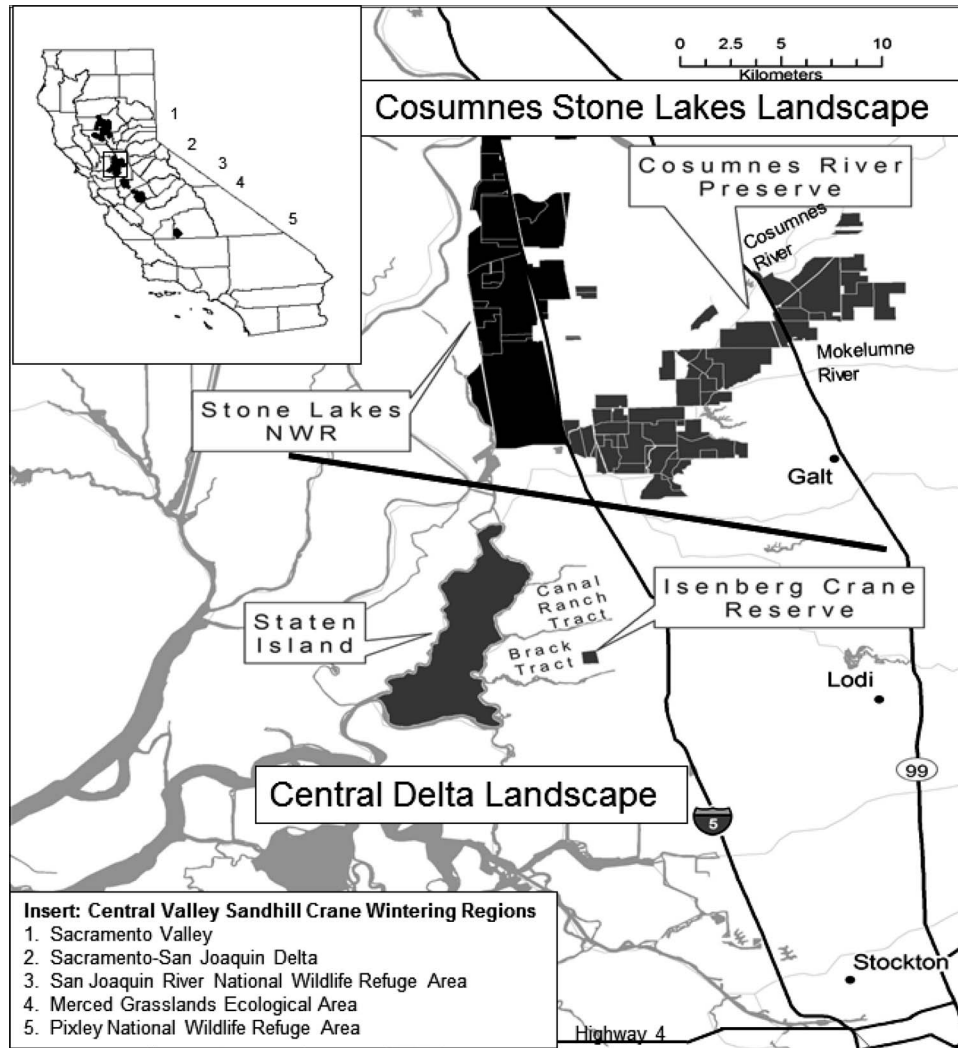 0 2.5 5 10
Kilometers
Cosumnes Stone Lakes Landscape
1
2
3
4
5
Cosumnes River
Preserve
Cosumnes
River
Mokelumne
River
Stone Lakes
NWR
Galt
Canal
Ranch
Tract
Isenberg Crane
Reserve
Staten
Island
Brack
Tract
Lodi
99
Central Delta Landscape
5
Insert: Central Valley Sandhill Crane Wintering Regions
1. Sacramento Valley
2. Sacramento-San Joaquin Delta
3. San Joaquin River National Wildlife Refuge Area
4. Merced Grasslands Ecological Area
5. Pixley National Wildlife Refuge Area
Stockton
Highway 4